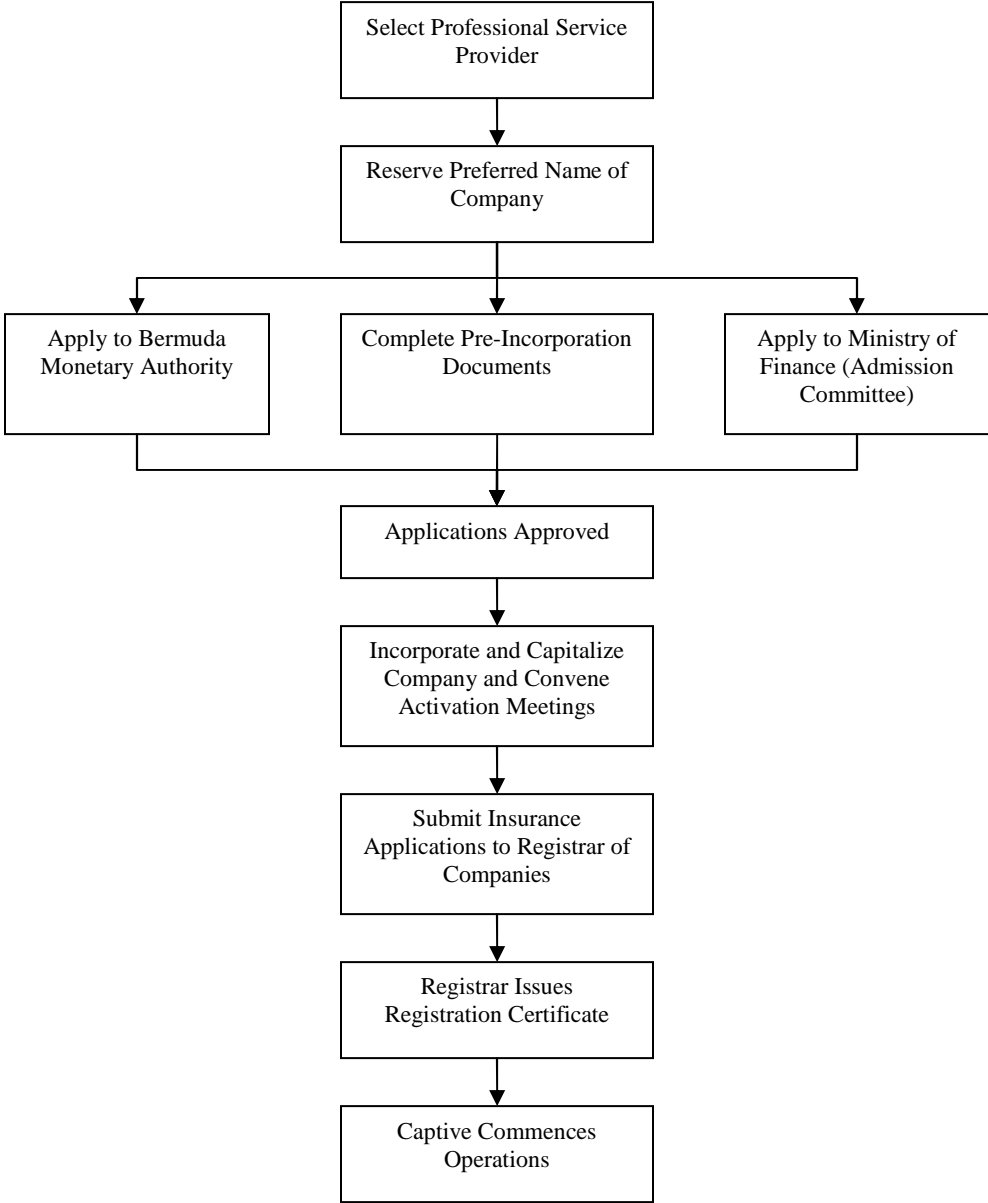 Select Professional Service
Provider
Reserve Preferred Name of
Company
Apply to Bermuda
Monetary Authority
Complete Pre-Incorporation
Documents
Apply to Ministry of
Finance (Admission
Committee)
Applications Approved
Incorporate and Capitalize
Company and Convene
Activation Meetings
Submit Insurance
Applications to Registrar of
Companies
Registrar Issues
Registration Certificate
Captive Commences
Operations